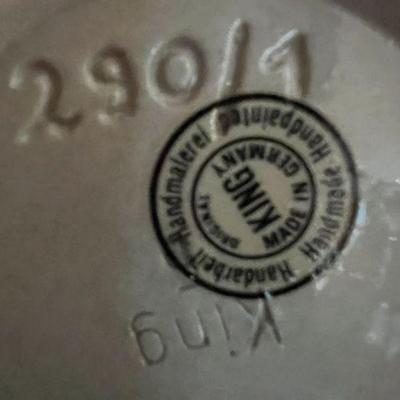 290/1
Handarbeit Handmalerei
Handpainted Handmade
ORIGINAL
KING
MADE IN GERMANY
King